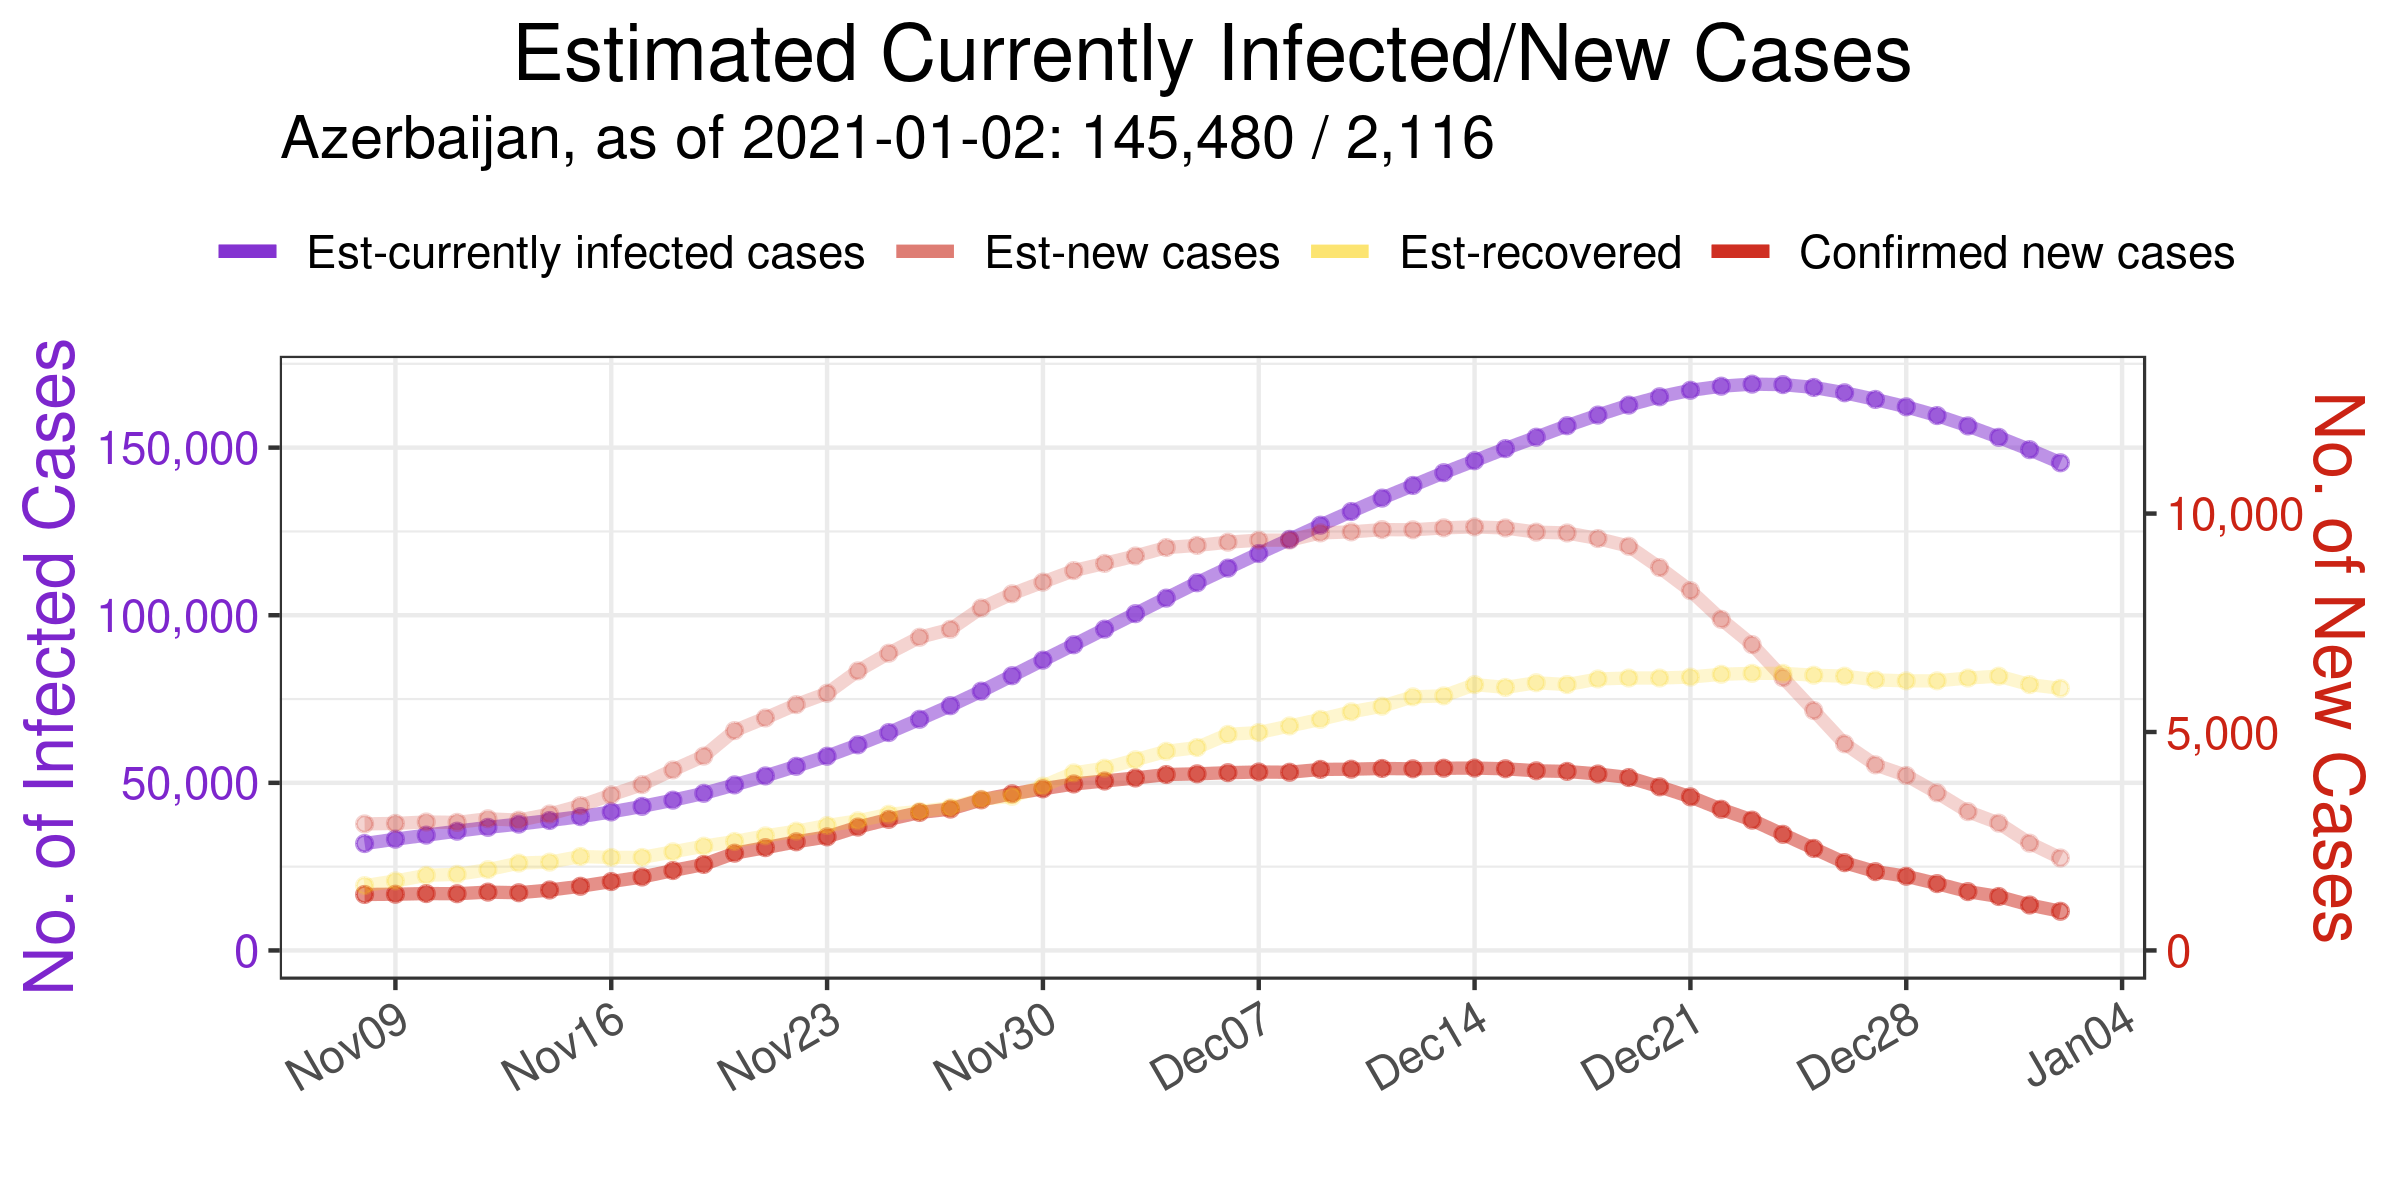 Estimated Currently Infected/New Cases
Azerbaijan, as of 2021-01-02: 145,480 / 2,116
Est-currently infected cases Est-new cases Est-recovered Confirmed new cases
No. of Infected Cases
150,000
100,000
50,000
0
No. of New Cases
10,000
5,000
0
Nov09 Nov16 Nov23 Nov30 Dec07 Dec14 Dec21 Dec28 Jan04